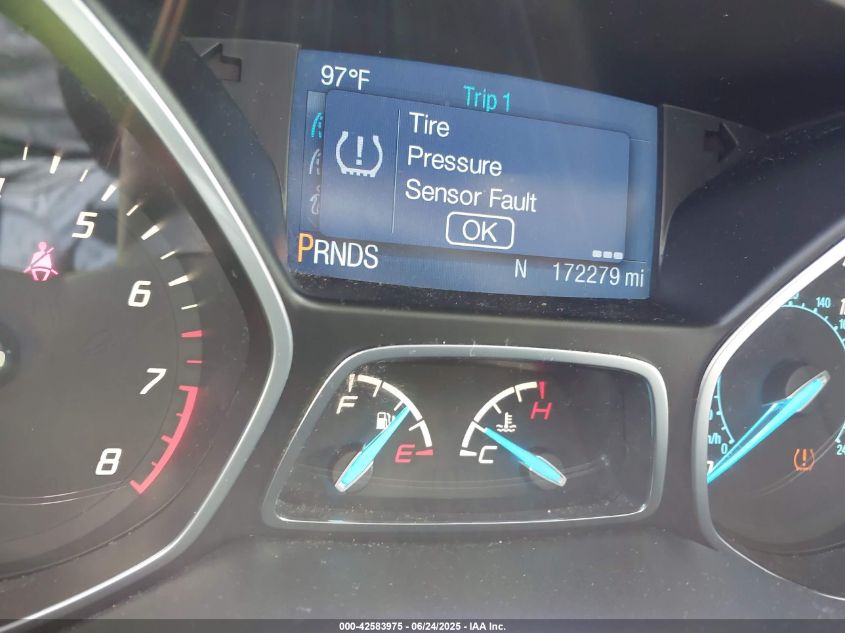 97°F
Trip 1
Tire
Pressure
Sensor Fault
OK
PRNDS
N 172279 mi
5
6
7
8
F
E
C
H
140
0
000-42583975 - 06/24/2025 - IAA Inc.